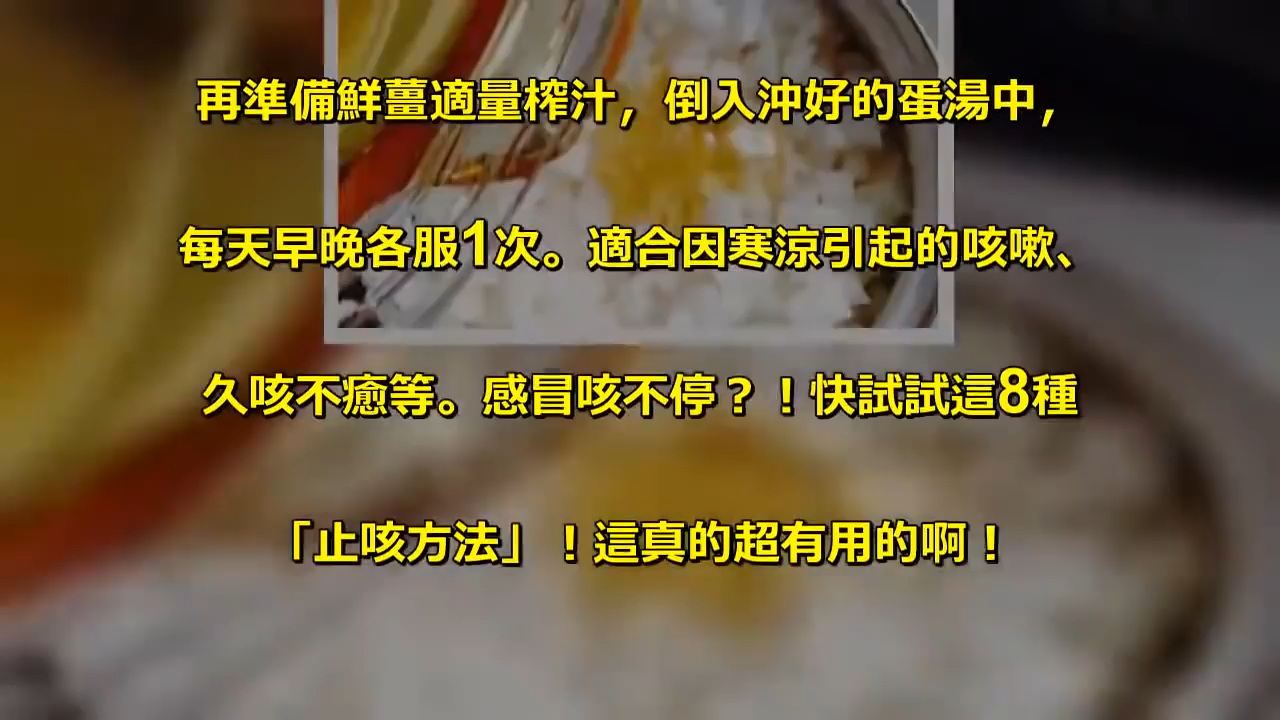 再準備鮮薑適量榨汁，倒入沖好的蛋湯中，
每天早晚各服1次。適合因寒涼引起的咳嗽、
久咳不癒等。感冒咳不停？！快試試這8種
「止咳方法」！這真的超有用的啊！